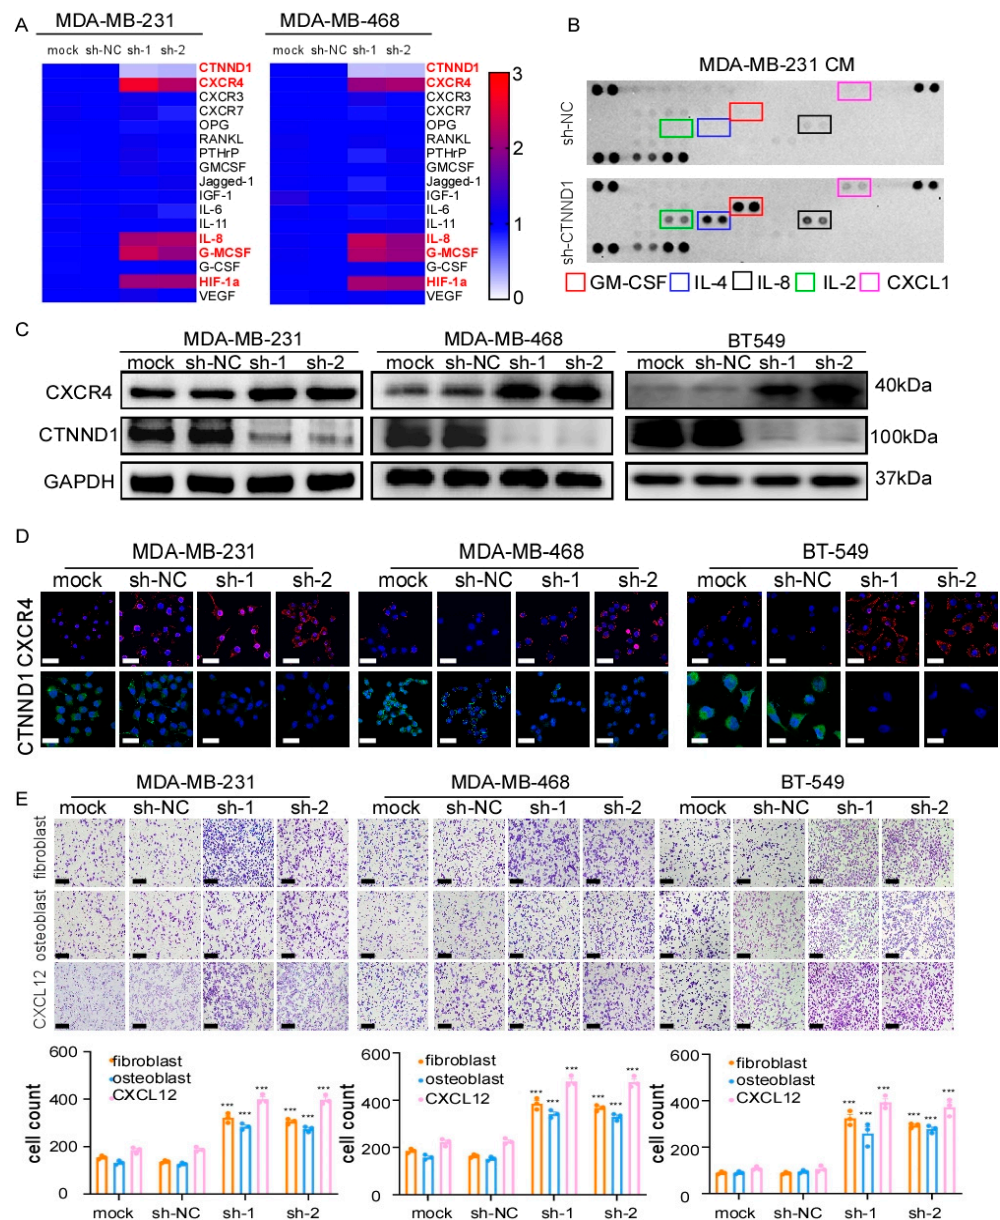 A
MDA-MB-231
MDA-MB-468
mock sh-NC sh-1 sh-2
mock sh-NC sh-1 sh-2
CTNND1
CXCR4
CXCR3
CXCR7
OPG
RANKL
PTHrP
GMCSF
Jagged-1
IGF-1
IL-6
IL-11
IL-8
G-MCSF
G-CSF
HIF-1a
VEGF
CTNND1
CXCR4
CXCR3
CXCR7
OPG
RANKL
PTHrP
GMCSF
Jagged-1
IGF-1
IL-6
IL-11
IL-8
G-MCSF
G-CSF
HIF-1a
VEGF
3
2
1
0
B
MDA-MB-231 CM
sh-NC
sh-CTNND1
GM-CSF IL-4 IL-8 IL-2 CXCL1
C
MDA-MB-231 MDA-MB-468 BT549
mock sh-NC sh-1 sh-2 mock sh-NC sh-1 sh-2 mock sh-NC sh-1 sh-2
CXCR4 40kDa
CTNND1 100kDa
GAPDH 37kDa
D
MDA-MB-231 MDA-MB-468 BT-549
mock sh-NC sh-1 sh-2 mock sh-NC sh-1 sh-2 mock sh-NC sh-1 sh-2
CXCR4
CTNND1
E
MDA-MB-231 MDA-MB-468 BT-549
mock sh-NC sh-1 sh-2 mock sh-NC sh-1 sh-2 mock sh-NC sh-1 sh-2
fibroblast
osteoblast
CXCL12
600
400
200
0
cell count
fibroblast
osteoblast
CXCL12
*** *** *** *** *** ***
mock sh-NC sh-1 sh-2
600
400
200
0
cell count
fibroblast
osteoblast
CXCL12
*** *** *** *** *** ***
mock sh-NC sh-1 sh-2
600
400
200
0
cell count
fibroblast
osteoblast
CXCL12
*** *** *** *** *** ***
mock sh-NC sh-1 sh-2